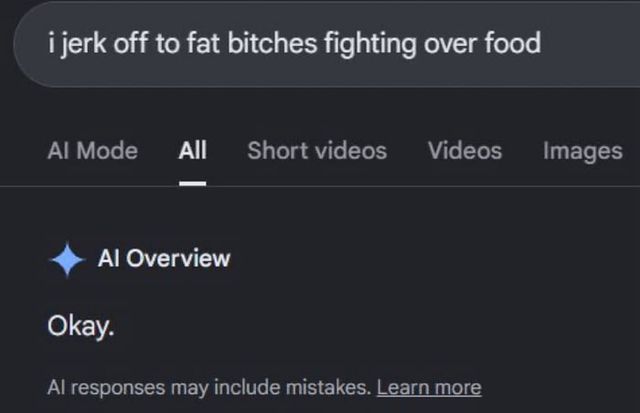 i jerk off to fat bitches fighting over food
AI Mode All Short videos Videos Images
AI Overview
Okay.
AI responses may include mistakes. Learn more